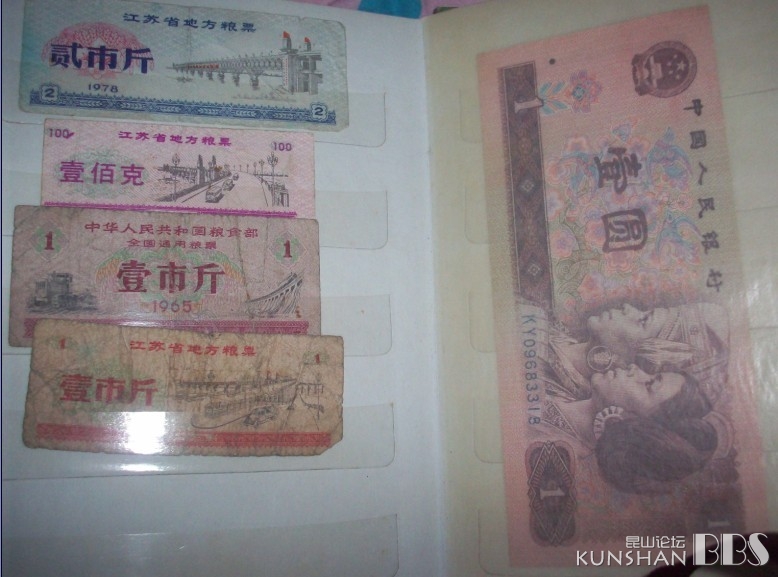 江苏省地方粮票
贰市斤
1978
2
2
100
江苏省地方粮票
100
壹佰克
中华人民共和国粮食部
1
全国通用粮票
1
壹市斤
1965
1
江苏省地方粮票
1
壹市斤
中國人民銀行
1
壹圆
KY09683318
1
1
昆山论坛
KUNSHAN BBS